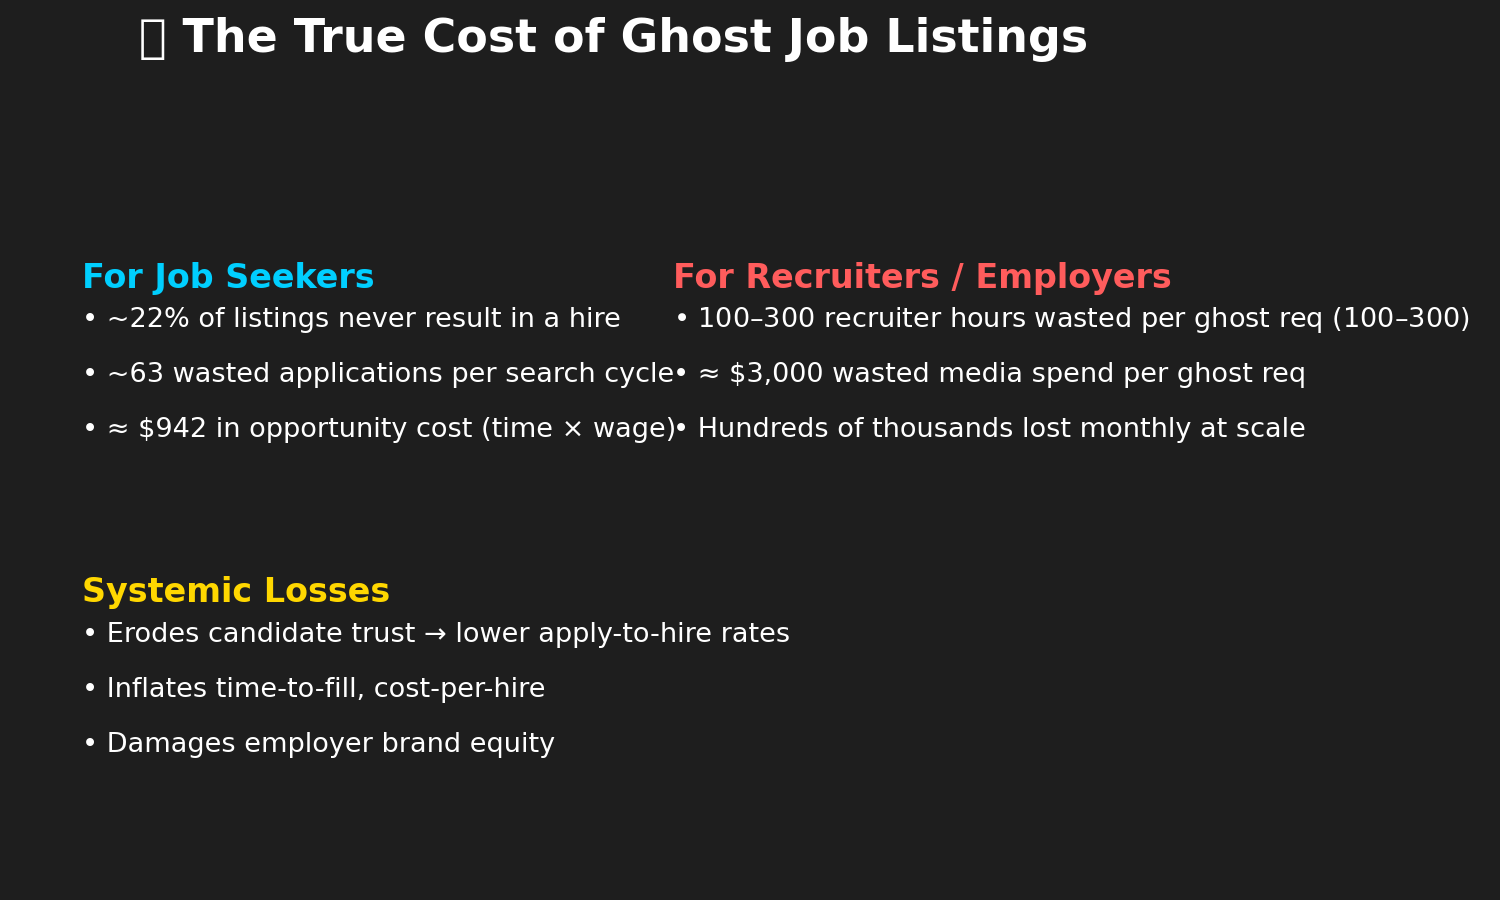 The True Cost of Ghost Job Listings
For Job Seekers
• ~22% of listings never result in a hire
• ~63 wasted applications per search cycle
• ≈ $942 in opportunity cost (time × wage)
For Recruiters / Employers
• 100–300 recruiter hours wasted per ghost req (100–300)
• ≈ $3,000 wasted media spend per ghost req
• Hundreds of thousands lost monthly at scale
Systemic Losses
• Erodes candidate trust → lower apply-to-hire rates
• Inflates time-to-fill, cost-per-hire
• Damages employer brand equity